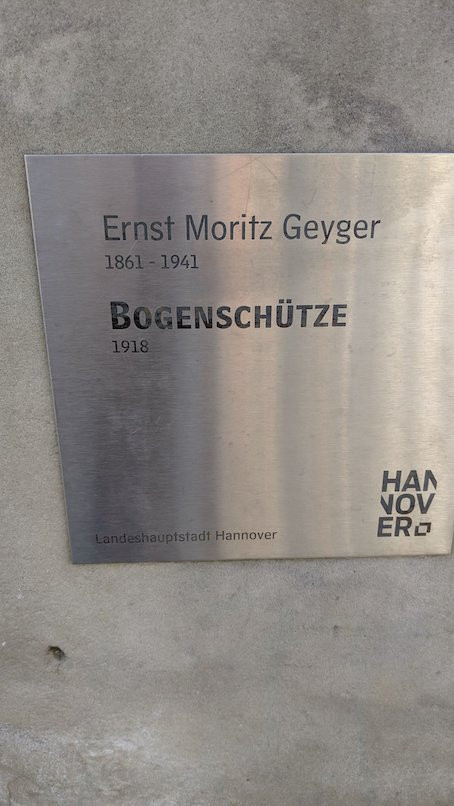 Ernst Moritz Geyger
1861 - 1941
BOGENSCHÜTZE
1918
Landeshauptstadt Hannover
HAN
NOV
ER